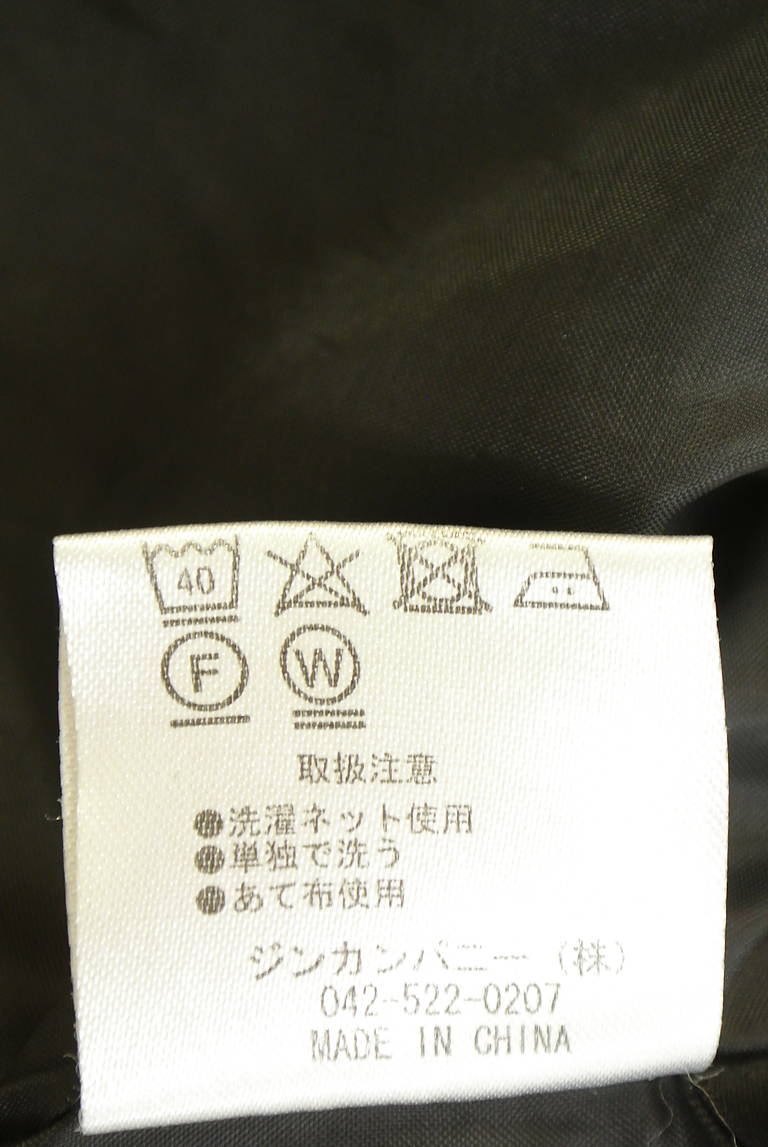 40
F W
取扱注意
●洗濯ネット使用
●単独で洗う
●あて布使用
ジンカンパニー（株）
042-522-0207
MADE IN CHINA